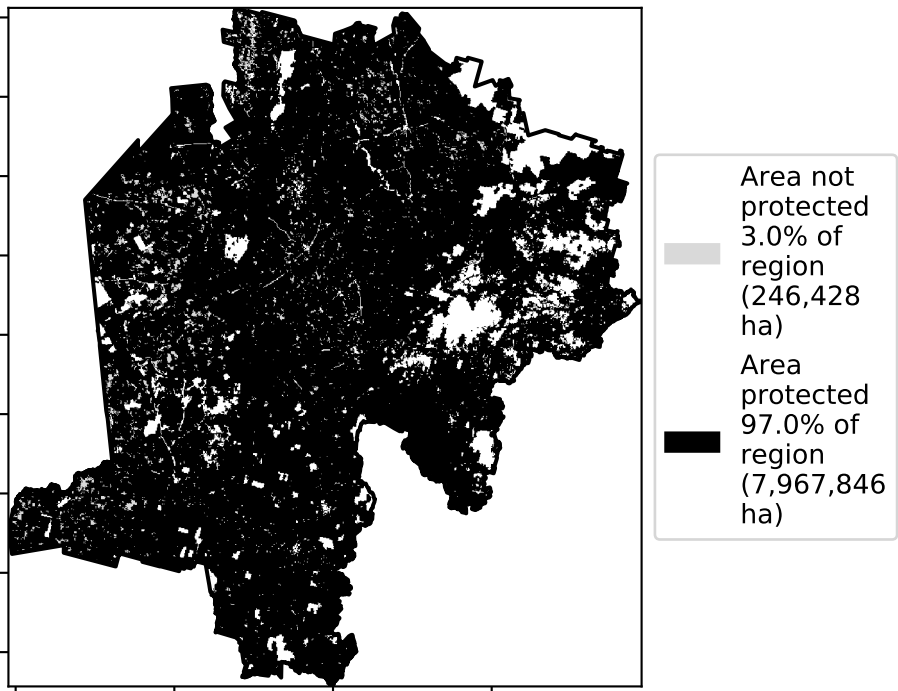 Area not
protected
3.0% of
region
(246,428
ha)
Area
protected
97.0% of
region
(7,967,846
ha)